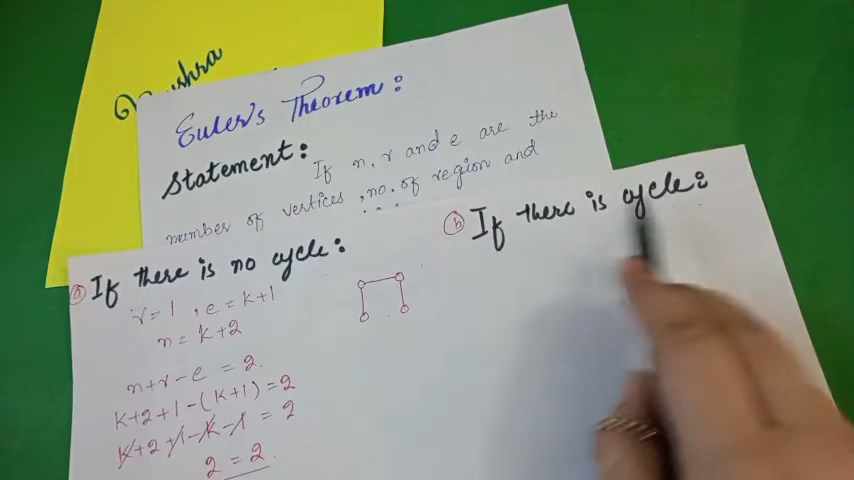 Euler's Theorem:
Statement:
If n, r and e are the
number of vertices, no. of region and
ⓐ If there is no cycle:
r=1, e=k+1
n=k+2
n+r-e=2.
k+2+1-(k+1)=2
k+2+1-k-1=2
2=2
ⓑ If there is cycle: